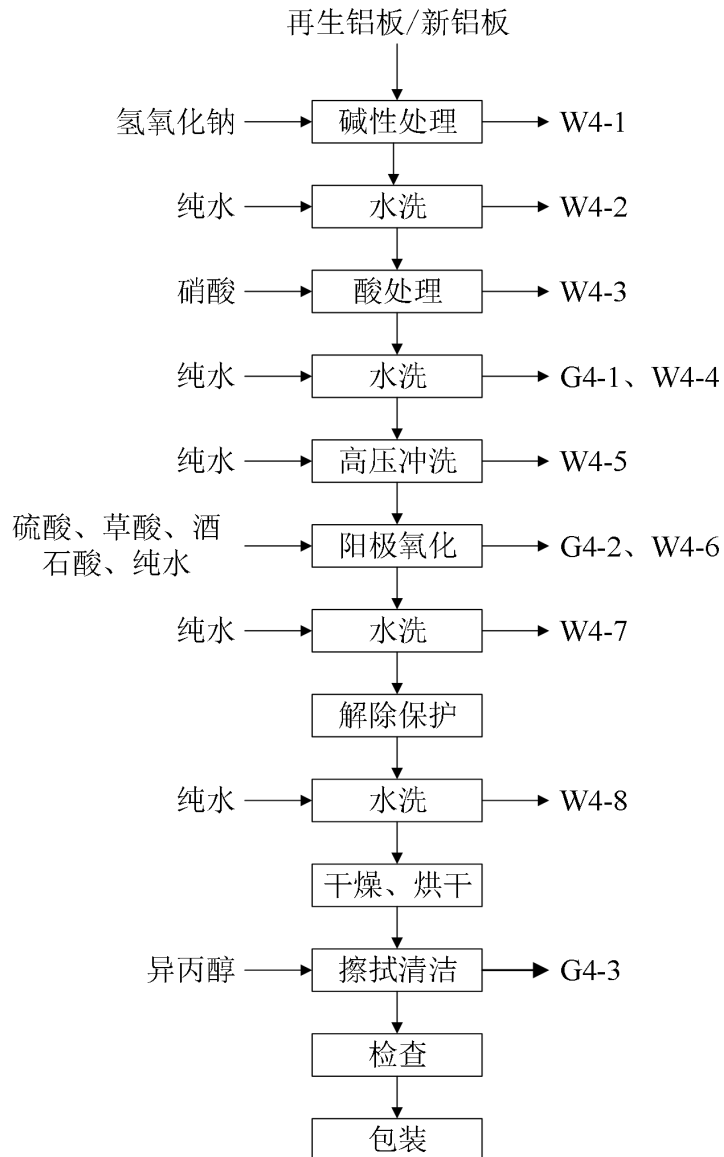 再生铝板/新铝板
氢氧化钠 碱性处理 W4-1
纯水 水洗 W4-2
硝酸 酸处理 W4-3
纯水 水洗 G4-1、W4-4
纯水 高压冲洗 W4-5
硫酸、草酸、酒
石酸、纯水
阳极氧化 G4-2、W4-6
纯水 水洗 W4-7
解除保护
纯水 水洗 W4-8
干燥、烘干
异丙醇 擦拭清洁 G4-3
检查
包装